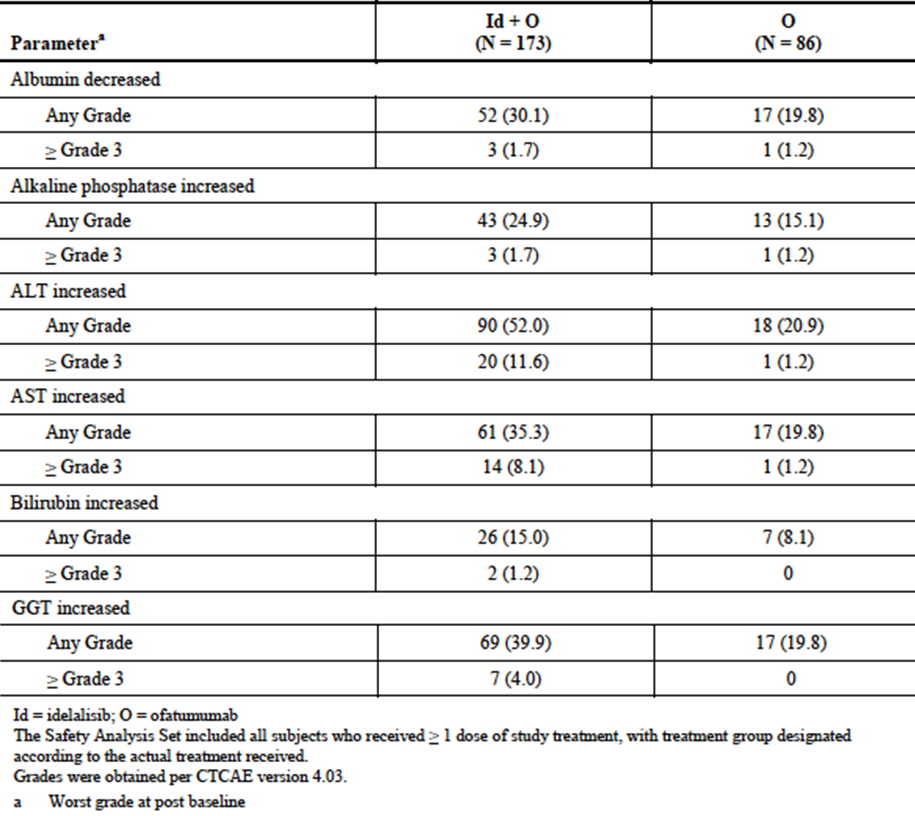 Id + O O
Parameterᵃ (N = 173) (N = 86)
Albumin decreased
Any Grade 52 (30.1) 17 (19.8)
≥ Grade 3 3 (1.7) 1 (1.2)
Alkaline phosphatase increased
Any Grade 43 (24.9) 13 (15.1)
≥ Grade 3 3 (1.7) 1 (1.2)
ALT increased
Any Grade 90 (52.0) 18 (20.9)
≥ Grade 3 20 (11.6) 1 (1.2)
AST increased
Any Grade 61 (35.3) 17 (19.8)
≥ Grade 3 14 (8.1) 1 (1.2)
Bilirubin increased
Any Grade 26 (15.0) 7 (8.1)
≥ Grade 3 2 (1.2) 0
GGT increased
Any Grade 69 (39.9) 17 (19.8)
≥ Grade 3 7 (4.0) 0
Id = idelalisib; O = ofatumumab
The Safety Analysis Set included all subjects who received ≥ 1 dose of study treatment, with treatment group designated
according to the actual treatment received.
Grades were obtained per CTCAE version 4.03.
a Worst grade at post baseline